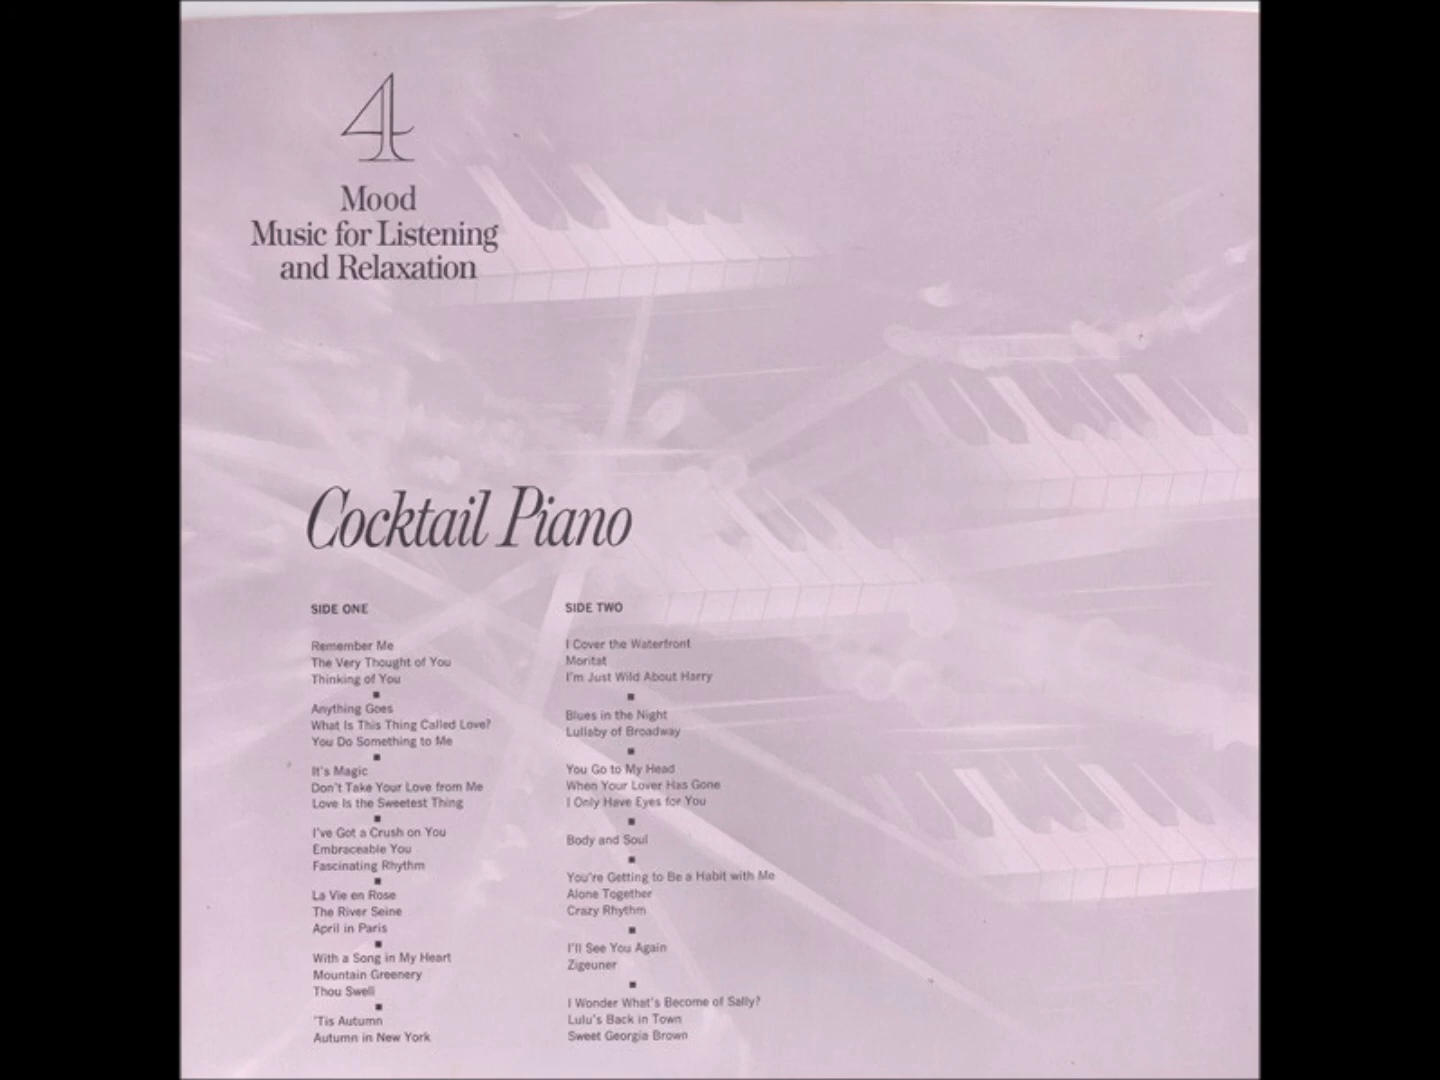 4
Mood
Music for Listening
and Relaxation
Cocktail Piano
SIDE ONE
Remember Me
The Very Thought of You
Thinking of You
■
Anything Goes
What Is This Thing Called Love?
You Do Something to Me
■
It's Magic
Don't Take Your Love from Me
Love Is the Sweetest Thing
■
I've Got a Crush on You
Embraceable You
Fascinating Rhythm
■
La Vie en Rose
The River Seine
April in Paris
■
With a Song in My Heart
Mountain Greenery
Thou Swell
■
'Tis Autumn
Autumn in New York
SIDE TWO
I Cover the Waterfront
Moritat
I'm Just Wild About Harry
■
Blues in the Night
Lullaby of Broadway
■
You Go to My Head
When Your Lover Has Gone
I Only Have Eyes for You
■
Body and Soul
■
You're Getting to Be a Habit with Me
Alone Together
Crazy Rhythm
■
I'll See You Again
Zigeuner
■
I Wonder What's Become of Sally?
Lulu's Back in Town
Sweet Georgia Brown